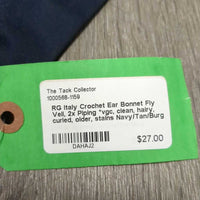 The Tack Collector
1000568-1159
RG Italy Crochet Ear Bonnet Fly
Veil, 2x Piping *vgc, clean, hairy,
curled, older, stains Navy/Tan/Burg
$27.00
DAHAJ2